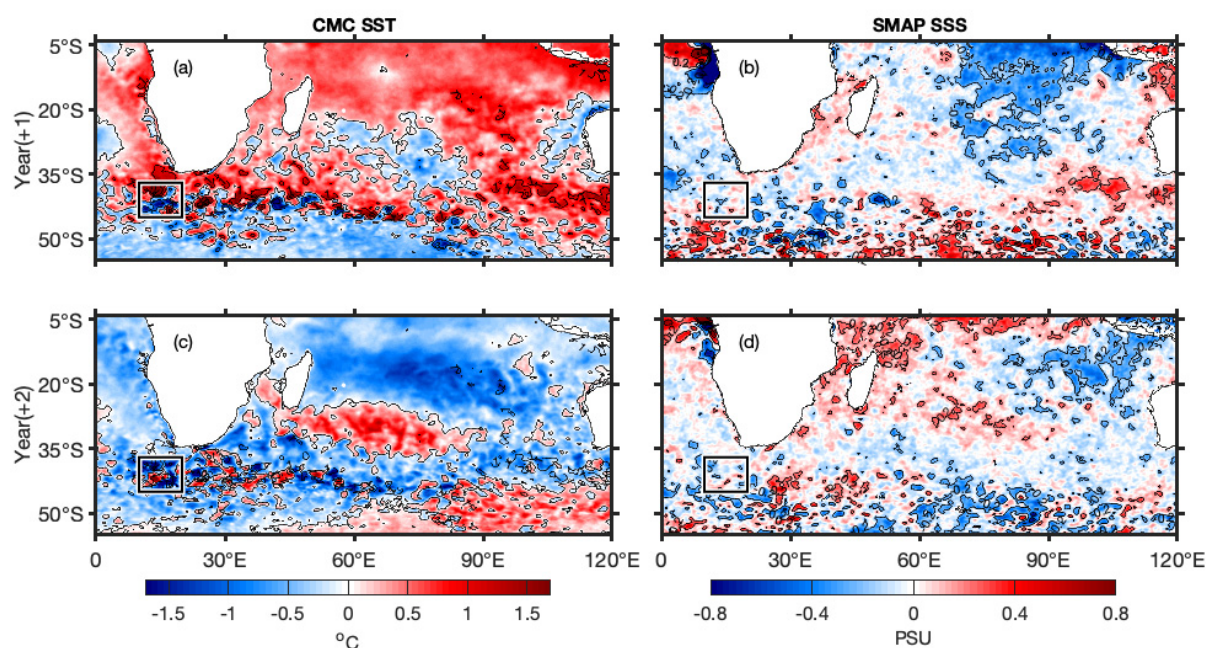 CMC SST
SMAP SSS
5°S
20°S
35°S
50°S
Year(+1)
(a)
(b)
0.2
5°S
20°S
35°S
50°S
Year(+2)
(c)
(d)
0 30°E 60°E 90°E 120°E
0 30°E 60°E 90°E 120°E
-1.5 -1 -0.5 0 0.5 1 1.5
°C
-0.8 -0.4 0 0.4 0.8
PSU